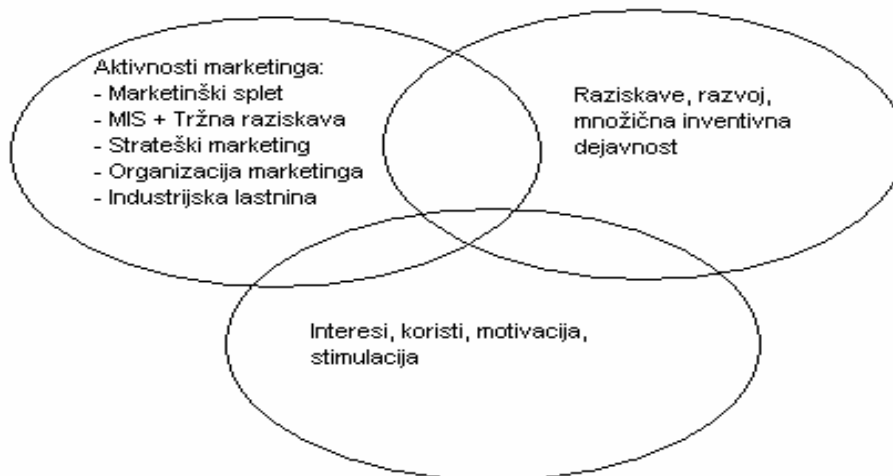 Aktivnosti marketinga:
- Marketinški splet
- MIS + Tržna raziskava
- Strateški marketing
- Organizacija marketinga
- Industrijska lastnina
Raziskave, razvoj,
množična inventivna
dejavnost
Interesi, koristi, motivacija,
stimulacija